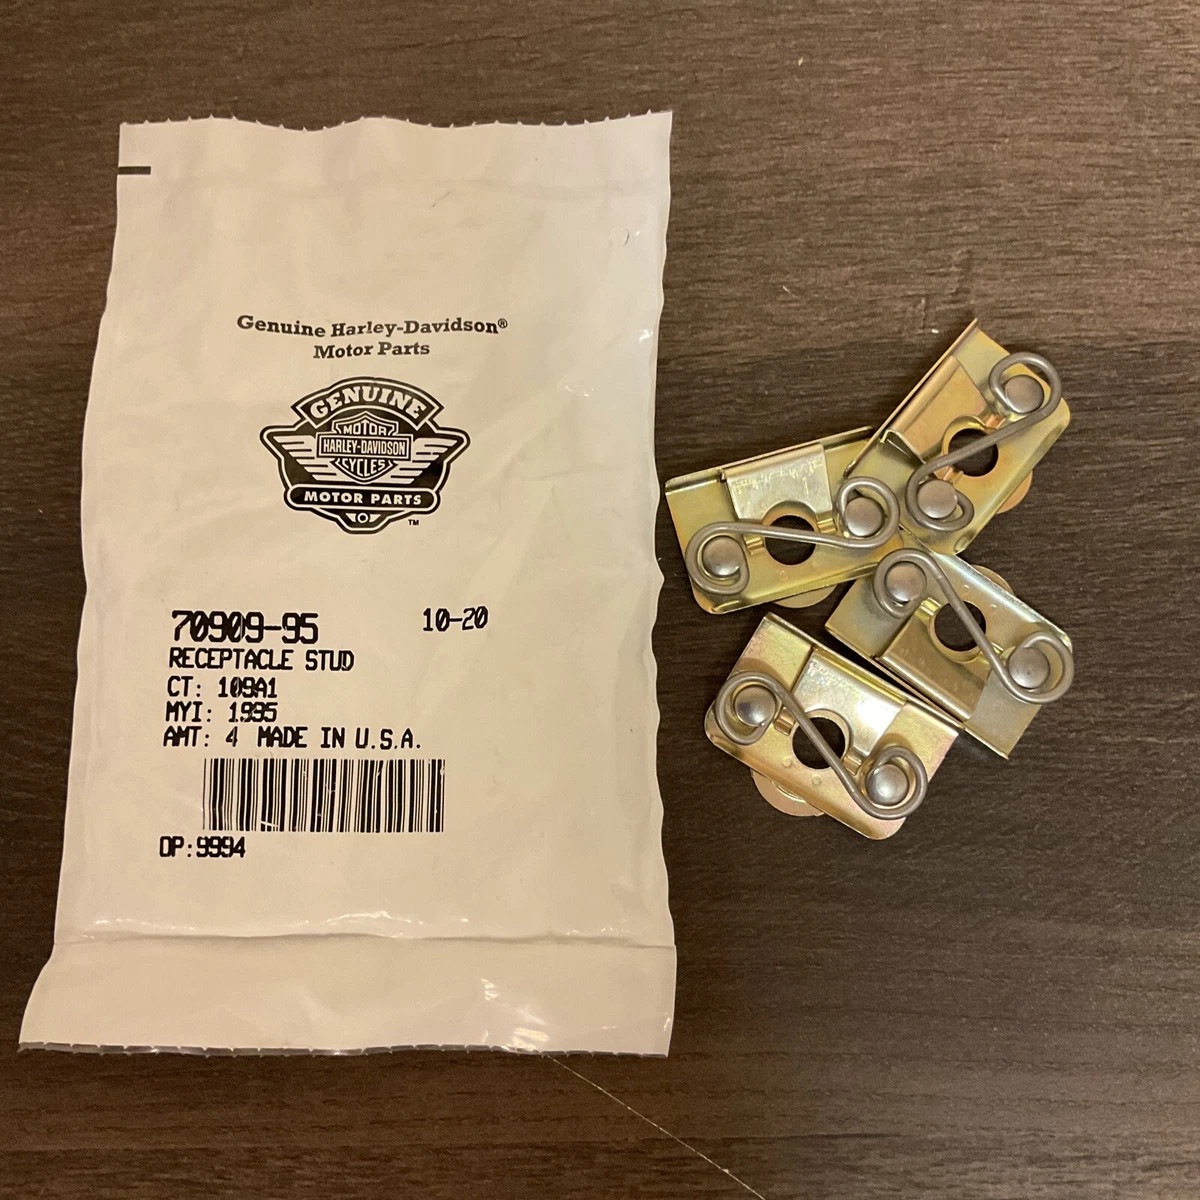 Genuine Harley-Davidson®
Motor Parts
GENUINE
MOTOR
HARLEY-DAVIDSON
CYCLES
MOTOR PARTS
™
70909-95 10-20
RECEPTACLE STUD
CT: 109A1
MYI: 1995
AMT: 4 MADE IN U.S.A.
OP:9994